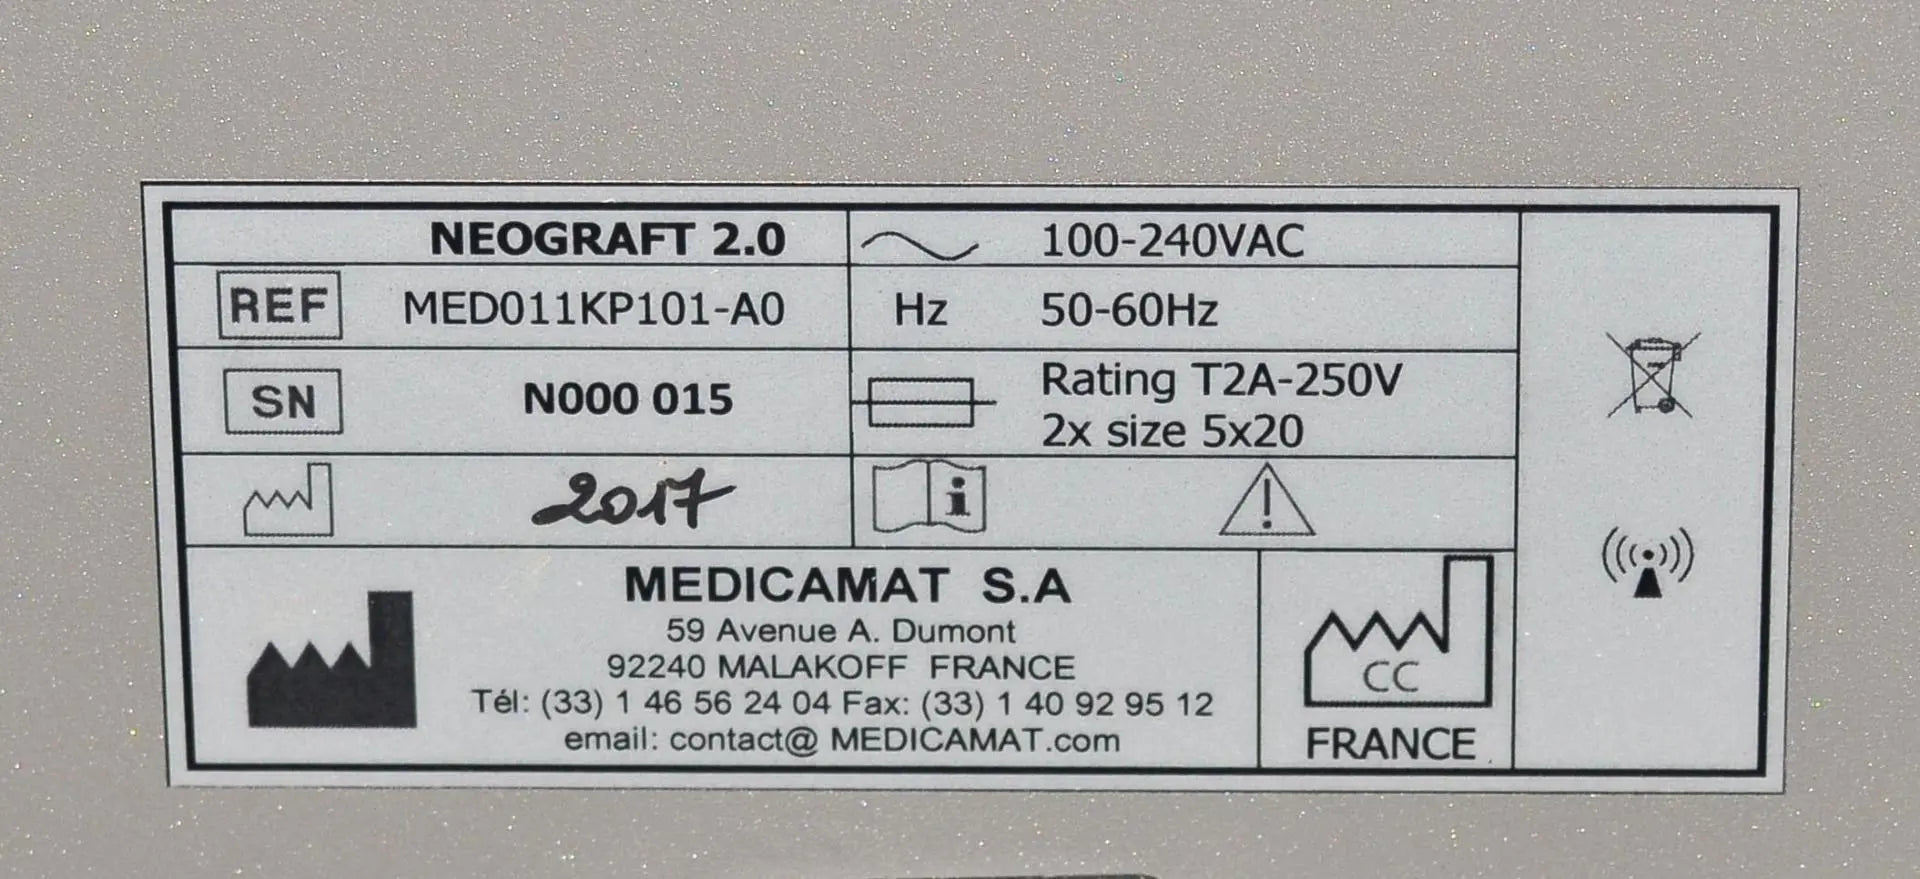 NEOGRAFT 2.0
100-240VAC
REF MED011KP101-A0
Hz 50-60Hz
SN N000 015
Rating T2A-250V
2x size 5x20
2017
MEDICAMAT S.A
59 Avenue A. Dumont
92240 MALAKOFF FRANCE
Tél: (33) 1 46 56 24 04 Fax: (33) 1 40 92 95 12
email: contact@ MEDICAMAT.com
CC
FRANCE